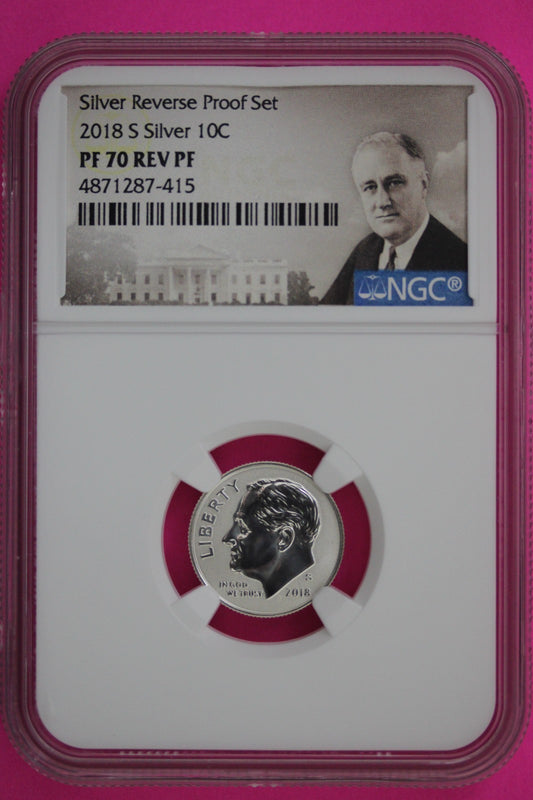 Silver Reverse Proof Set
2018 S Silver 10C
PF 70 REV PF
4871287-415
NGC®
LIBERTY
IN GOD
WE TRUST
S
2018